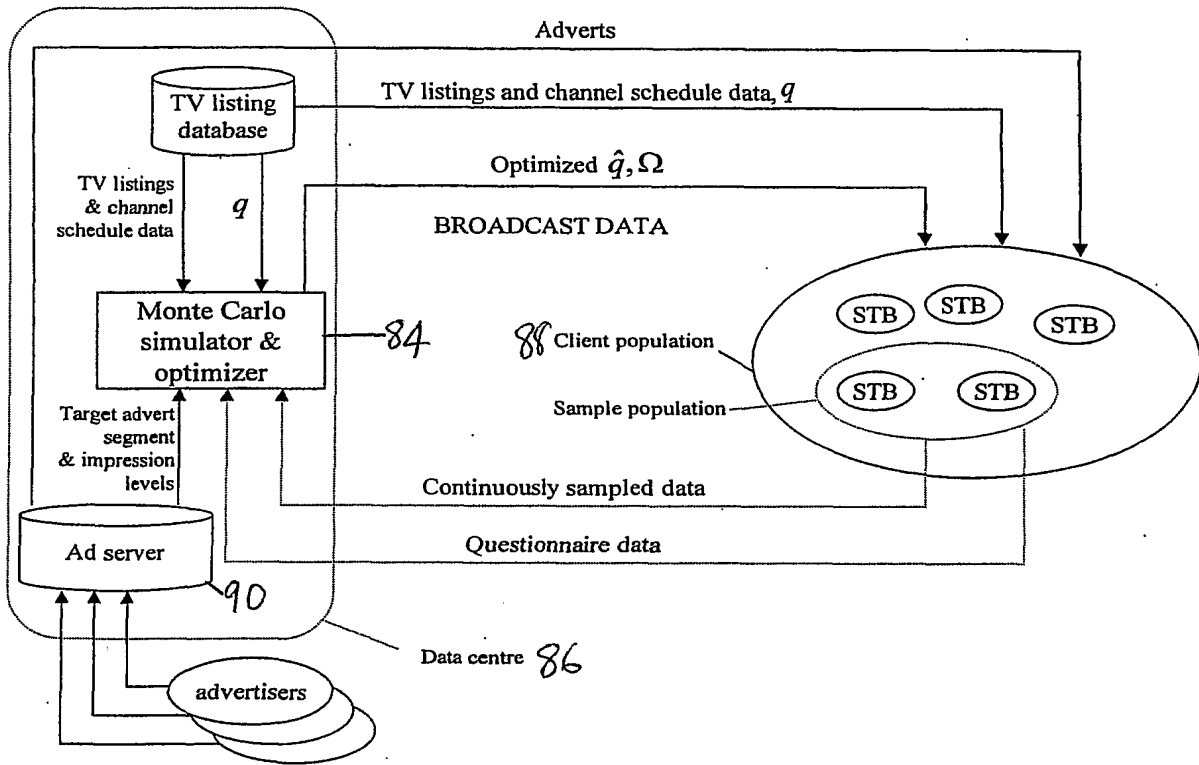 Adverts
TV listing
database
TV listings and channel schedule data, q
TV listings
& channel
schedule data
q
Optimized q̂, Ω
BROADCAST DATA
Monte Carlo
simulator &
optimizer
84
88 Client population
Sample population
STB
STB
STB
STB
STB
Target advert
segment
& impression
levels
Continuously sampled data
Questionnaire data
Ad server
90
Data centre 86
advertisers